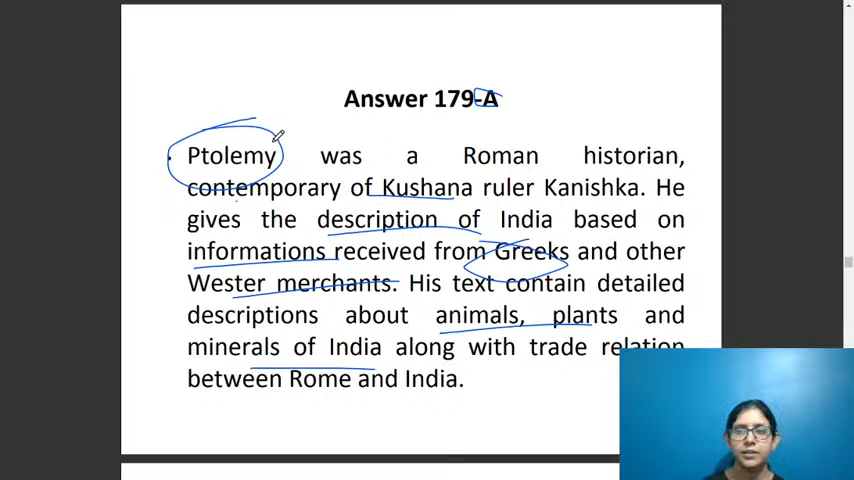 Answer 179-A
Ptolemy was a Roman historian,
contemporary of Kushana ruler Kanishka. He
gives the description of India based on
informations received from Greeks and other
Wester merchants. His text contain detailed
descriptions about animals, plants and
minerals of India along with trade relation
between Rome and India.